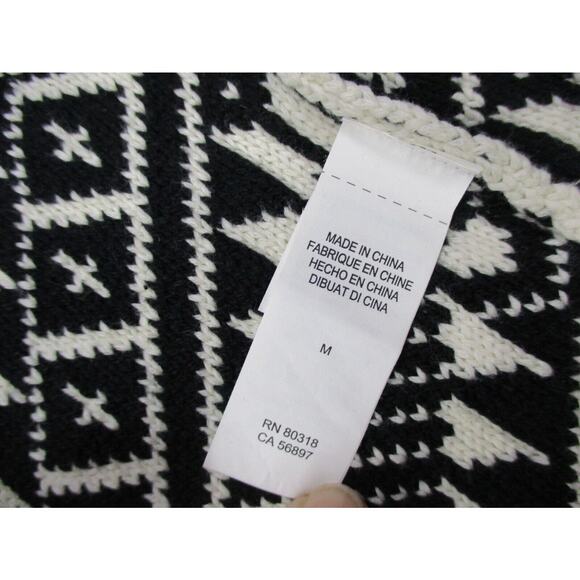 MADE IN CHINA
FABRIQUE EN CHINE
HECHO EN CHINA
DIBUAT DI CINA
M
RN 80318
CA 56897